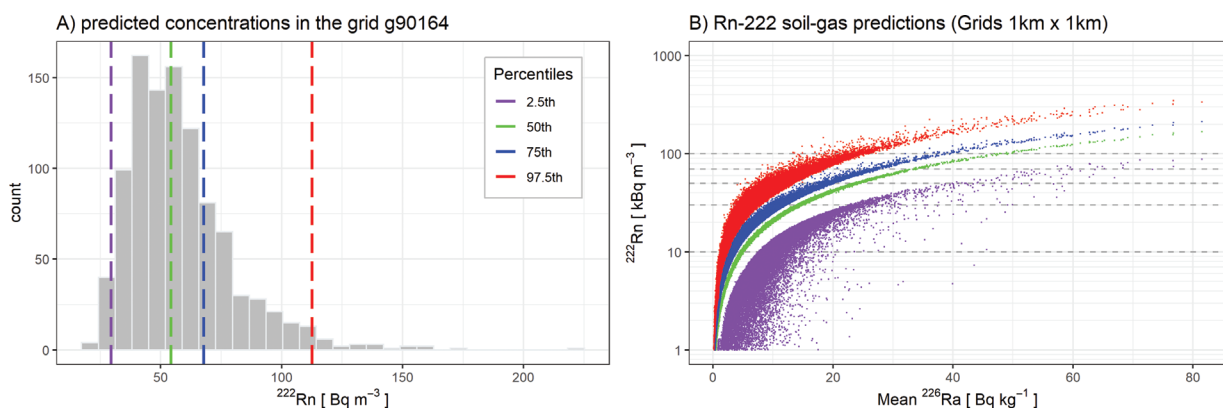 A) predicted concentrations in the grid g90164
count
150
100
50
0
Percentiles
2.5th
50th
75th
97.5th
50 100 150 200
²²²Rn [ Bq m⁻³ ]
B) Rn-222 soil-gas predictions (Grids 1km x 1km)
²²²Rn [ kBq m⁻³ ]
1000
100
10
1
0 20 40 60 80
Mean ²²⁶Ra [ Bq kg⁻¹ ]